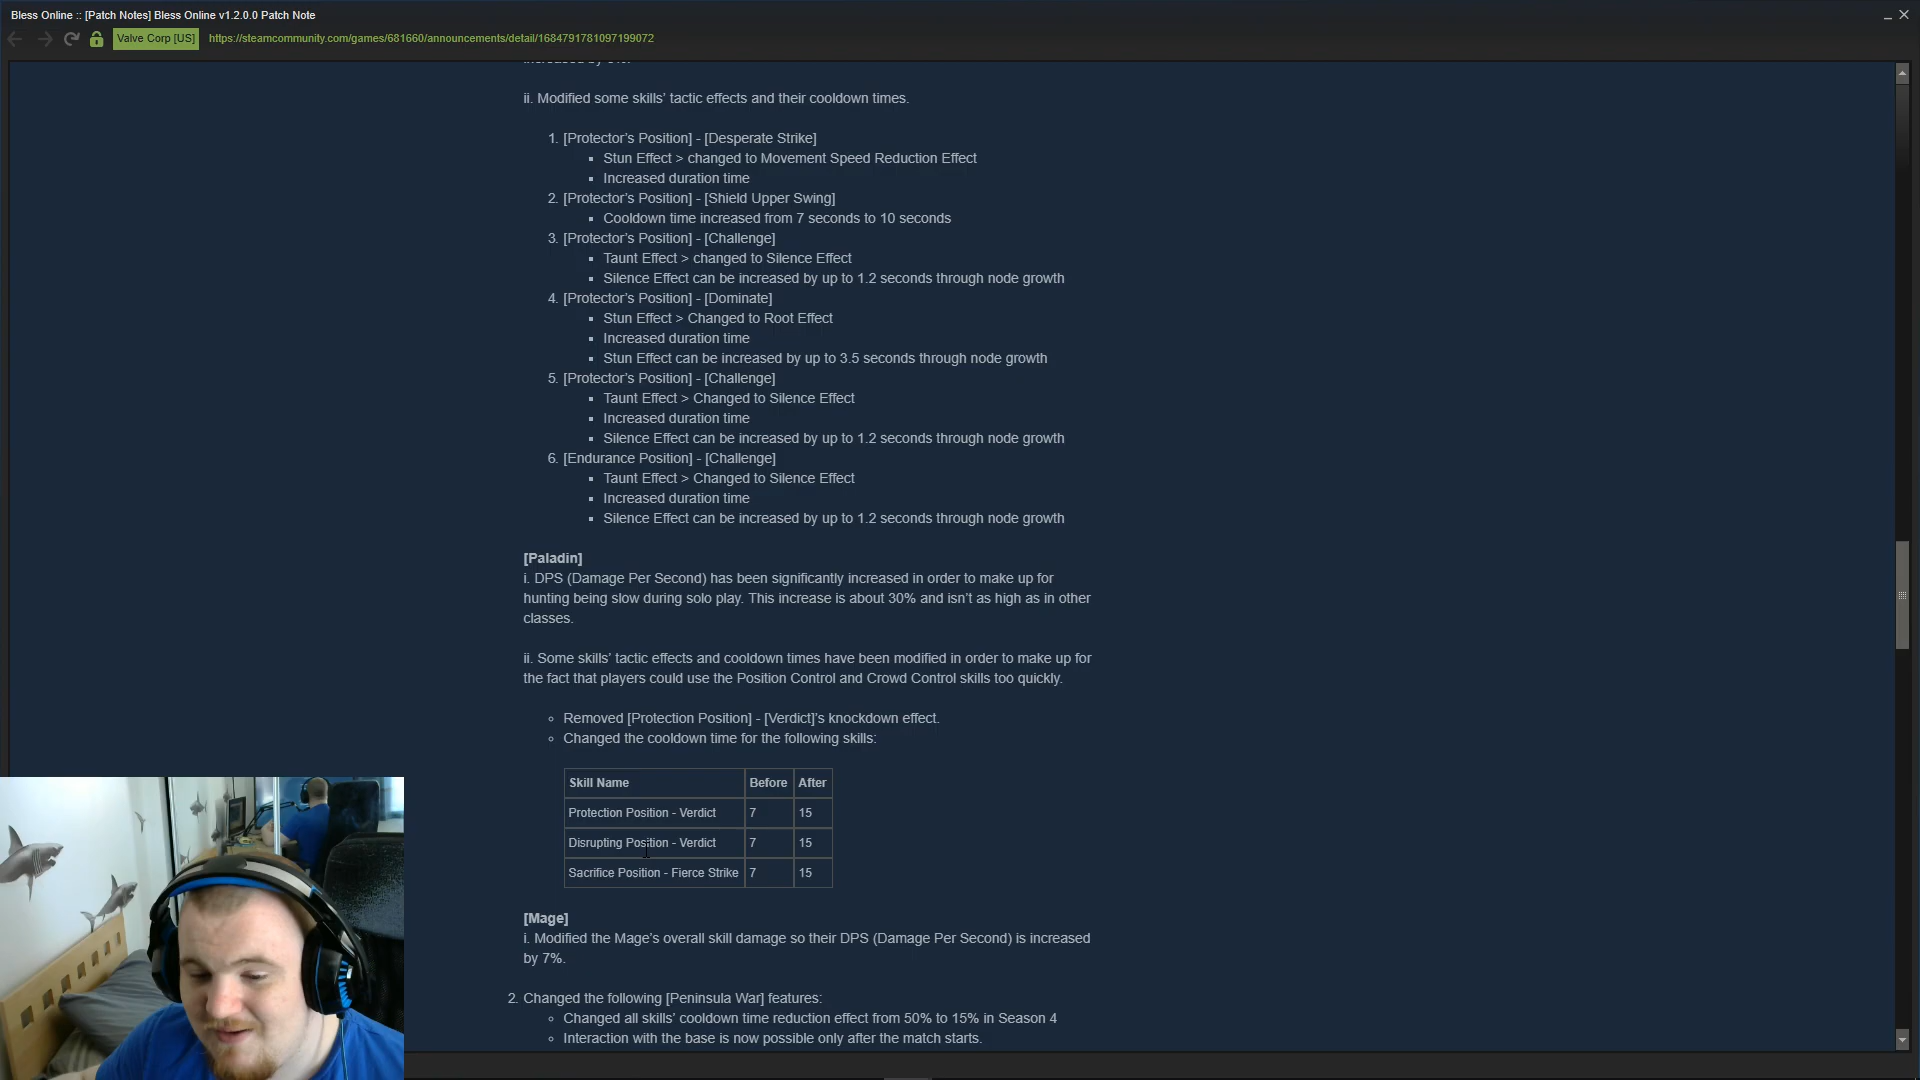 Bless Online :: [Patch Notes] Bless Online v1.2.0.0 Patch Note
Valve Corp [US] https://steamcommunity.com/games/681660/announcements/detail/1684791781097199072
ii. Modified some skills’ tactic effects and their cooldown times.
1. [Protector’s Position] - [Desperate Strike]
▪ Stun Effect > changed to Movement Speed Reduction Effect
▪ Increased duration time
2. [Protector’s Position] - [Shield Upper Swing]
▪ Cooldown time increased from 7 seconds to 10 seconds
3. [Protector’s Position] - [Challenge]
▪ Taunt Effect > changed to Silence Effect
▪ Silence Effect can be increased by up to 1.2 seconds through node growth
4. [Protector’s Position] - [Dominate]
▪ Stun Effect > Changed to Root Effect
▪ Increased duration time
▪ Stun Effect can be increased by up to 3.5 seconds through node growth
5. [Protector’s Position] - [Challenge]
▪ Taunt Effect > Changed to Silence Effect
▪ Increased duration time
▪ Silence Effect can be increased by up to 1.2 seconds through node growth
6. [Endurance Position] - [Challenge]
▪ Taunt Effect > Changed to Silence Effect
▪ Increased duration time
▪ Silence Effect can be increased by up to 1.2 seconds through node growth
[Paladin]
i. DPS (Damage Per Second) has been significantly increased in order to make up for
hunting being slow during solo play. This increase is about 30% and isn’t as high as in other
classes.
ii. Some skills’ tactic effects and cooldown times have been modified in order to make up for
the fact that players could use the Position Control and Crowd Control skills too quickly.
◦ Removed [Protection Position] - [Verdict]’s knockdown effect.
◦ Changed the cooldown time for the following skills:
Skill Name Before After
Protection Position - Verdict 7 15
Disrupting Position - Verdict 7 15
Sacrifice Position - Fierce Strike 7 15
[Mage]
i. Modified the Mage’s overall skill damage so their DPS (Damage Per Second) is increased
by 7%.
2. Changed the following [Peninsula War] features:
◦ Changed all skills’ cooldown time reduction effect from 50% to 15% in Season 4
◦ Interaction with the base is now possible only after the match starts.